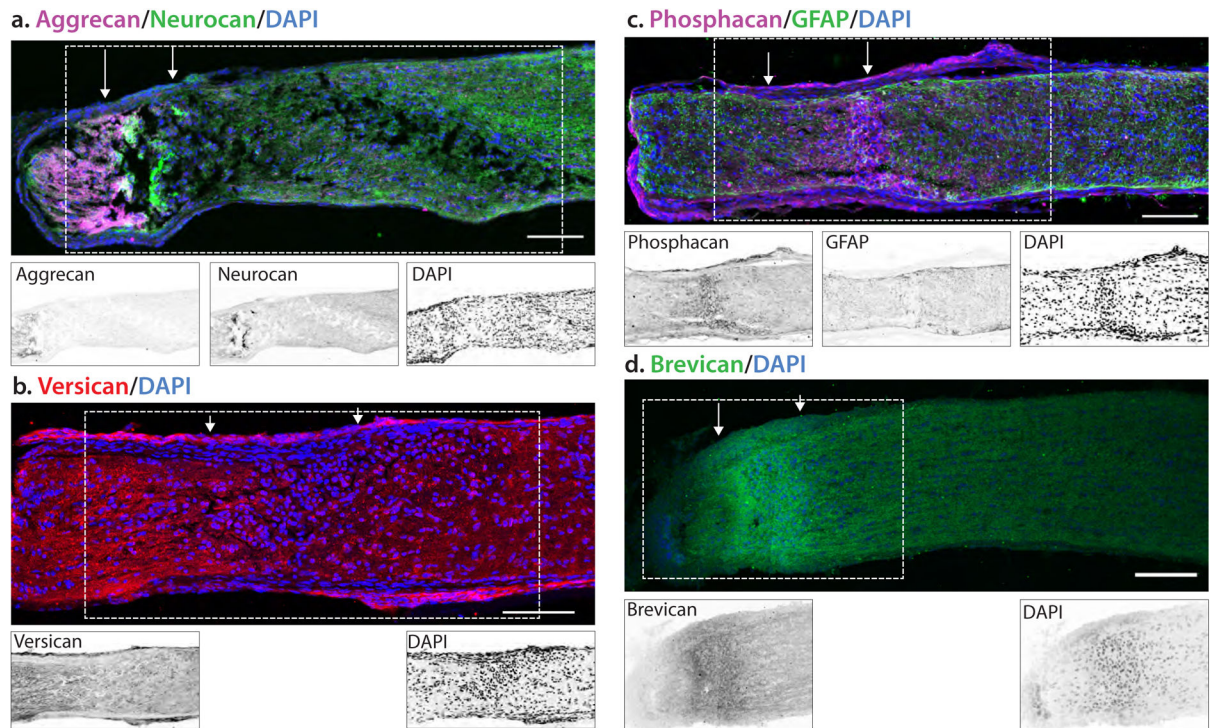 a. Aggrecan/Neurocan/DAPI
Aggrecan
Neurocan
DAPI
b. Versican/DAPI
Versican
DAPI
c. Phosphacan/GFAP/DAPI
Phosphacan
GFAP
DAPI
d. Brevican/DAPI
Brevican
DAPI